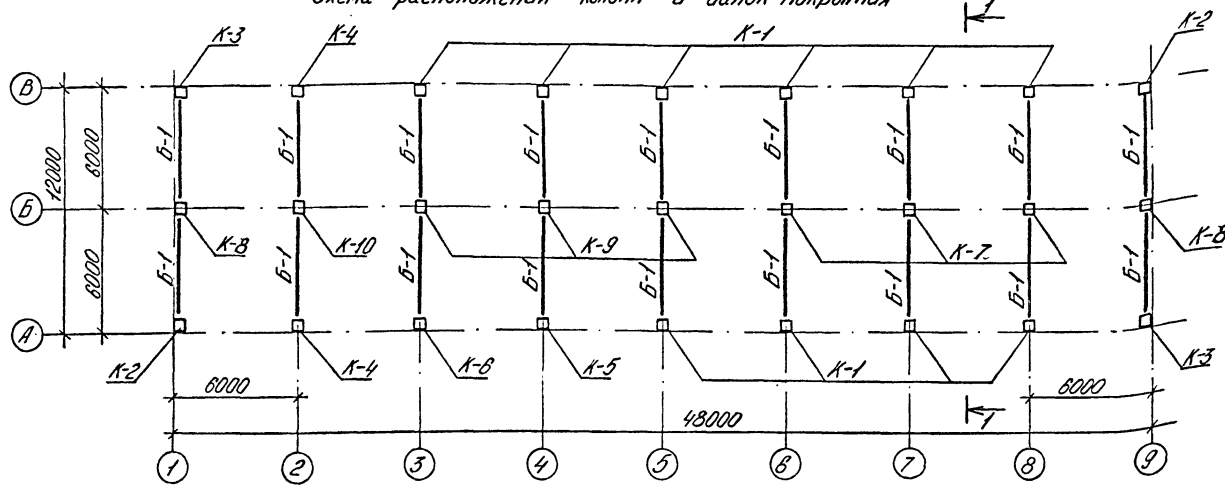 Схема расположения колонн и балок покрытия
1
К-3 К-4 К-1 К-2
В
Б-1 Б-1 Б-1 Б-1 Б-1 Б-1 Б-1 Б-1 Б-1
12000 6000
Б
К-8 К-10 К-9 К-7 К-8
Б-1 Б-1 Б-1 Б-1 Б-1 Б-1 Б-1 Б-1 Б-1
6000
А
К-2 К-4 К-6 К-5 К-1 К-3
6000 6000
1
48000
1 2 3 4 5 6 7 8 9